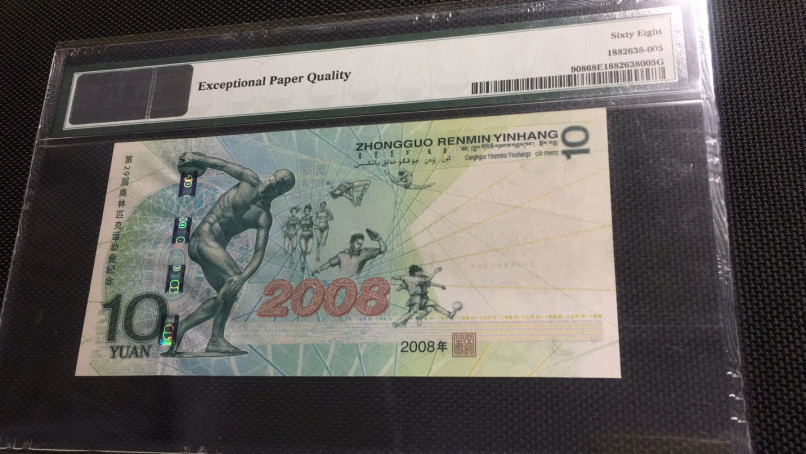 Sixty Eight
1882638-005
Exceptional Paper Quality
90868E1882638005G
ZHONGGUO RENMIN YINHANG
10
第29届奥林匹克运动会纪念
2008
10
YUAN
2008年